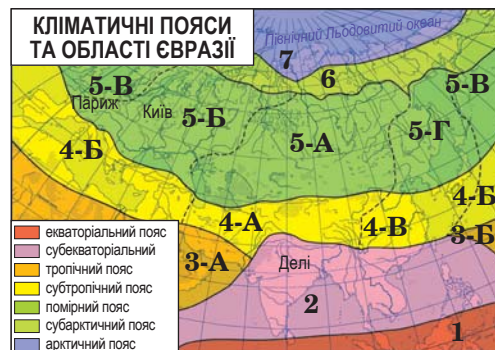 КЛІМАТИЧНІ ПОЯСИ
ТА ОБЛАСТІ ЄВРАЗІЇ
Північний Льодовитий океан
7
6
5-В
5-В
Париж
Київ
5-Б
5-А
5-Г
4-Б
4-Б
4-А
4-В
3-Б
3-А
Делі
2
1
екваторіальний пояс
субекваторіальний
тропічний пояс
субтропічний пояс
помірний пояс
субарктичний пояс
арктичний пояс